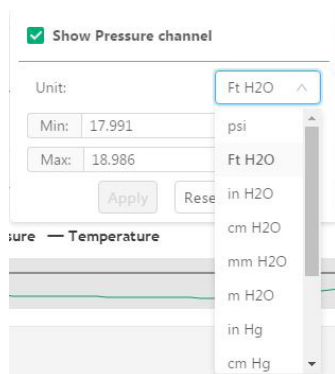 Show Pressure channel
Unit: Ft H2O
Min: 17.991
psi
Max: 18.986
Ft H2O
Apply Rese
in H2O
cm H2O
sure — Temperature
mm H2O
m H2O
in Hg
cm Hg